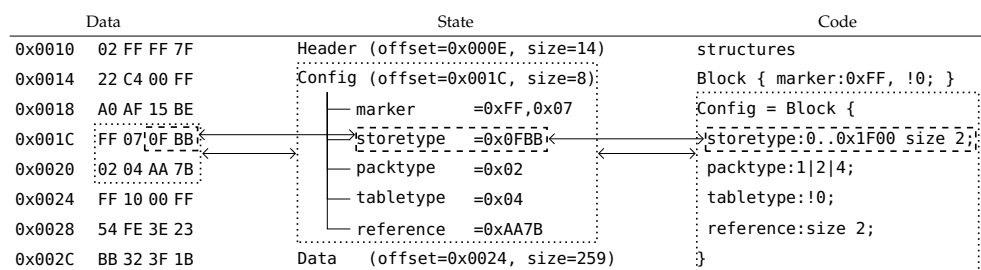 Data State Code
0x0010 02 FF FF 7F Header (offset=0x000E, size=14) structures
0x0014 22 C4 00 FF Config (offset=0x001C, size=8) Block { marker:0xFF, !0; }
0x0018 A0 AF 15 BE marker =0xFF,0x07 Config = Block {
0x001C FF 07 0F BB storetype =0x0FBB storetype:0..0x1F00 size 2;
0x0020 02 04 AA 7B packtype =0x02 packtype:1|2|4;
0x0024 FF 10 00 FF tabletype =0x04 tabletype:!0;
0x0028 54 FE 3E 23 reference =0xAA7B reference:size 2;
0x002C BB 32 3F 1B Data (offset=0x0024, size=259) }